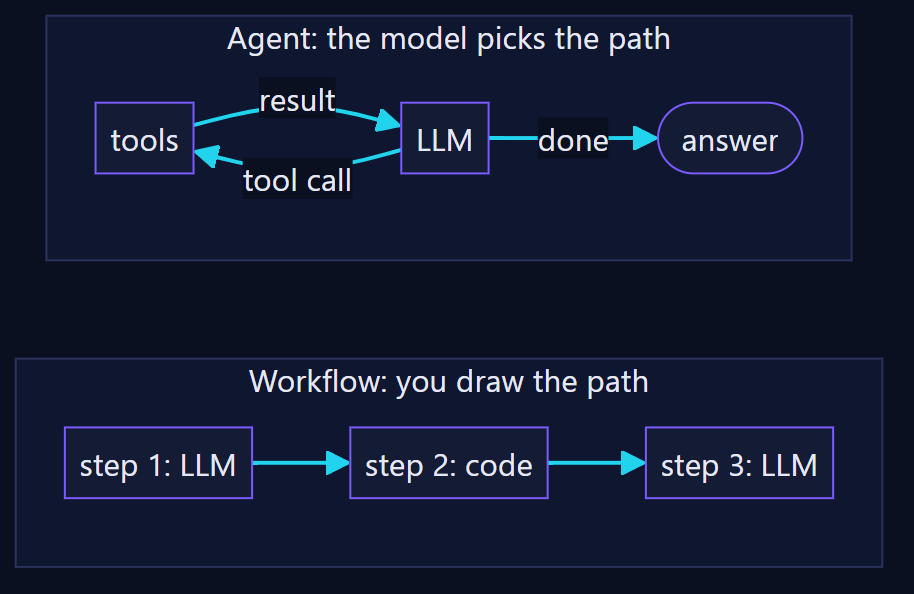 Agent: the model picks the path
result
tools
LLM
done
answer
tool call
Workflow: you draw the path
step 1: LLM
step 2: code
step 3: LLM